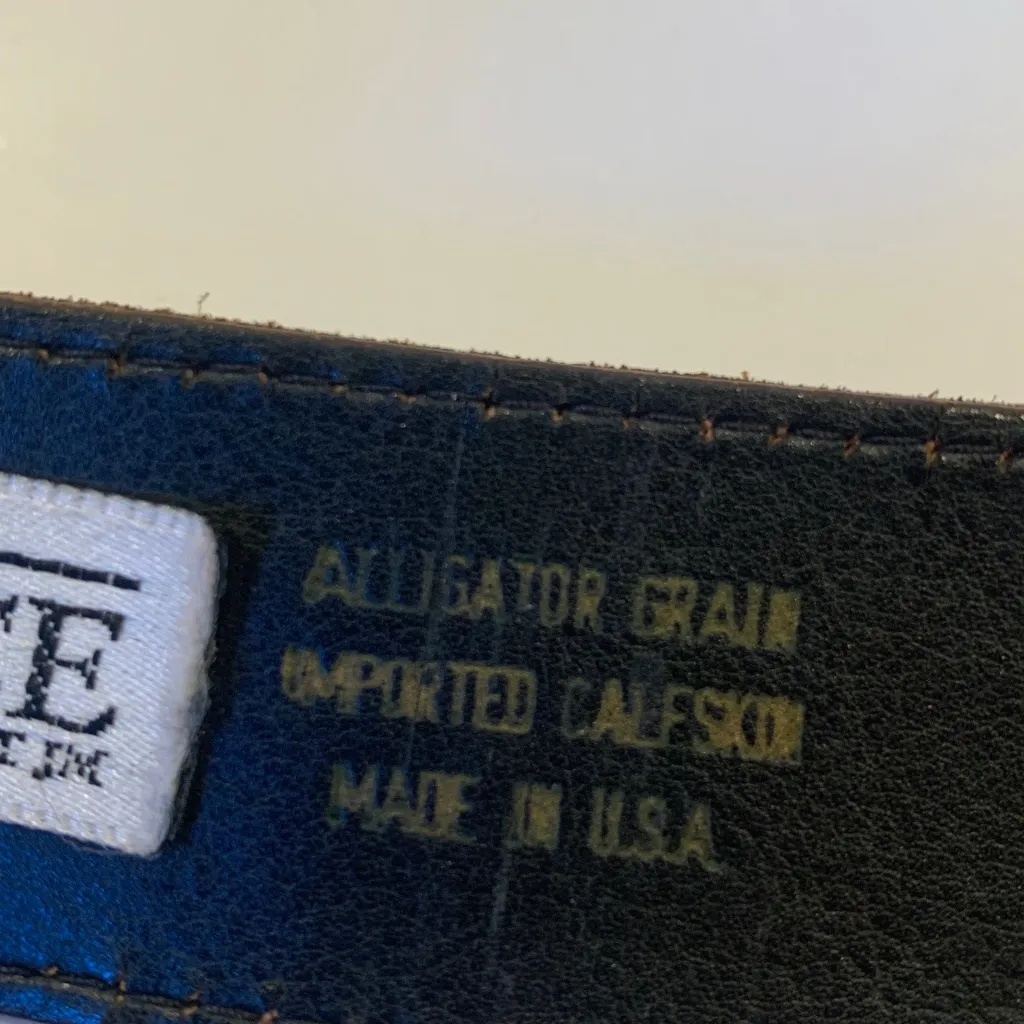 ALLIGATOR GRAIN
IMPORTED CALFSKIN
MADE IN U.S.A.